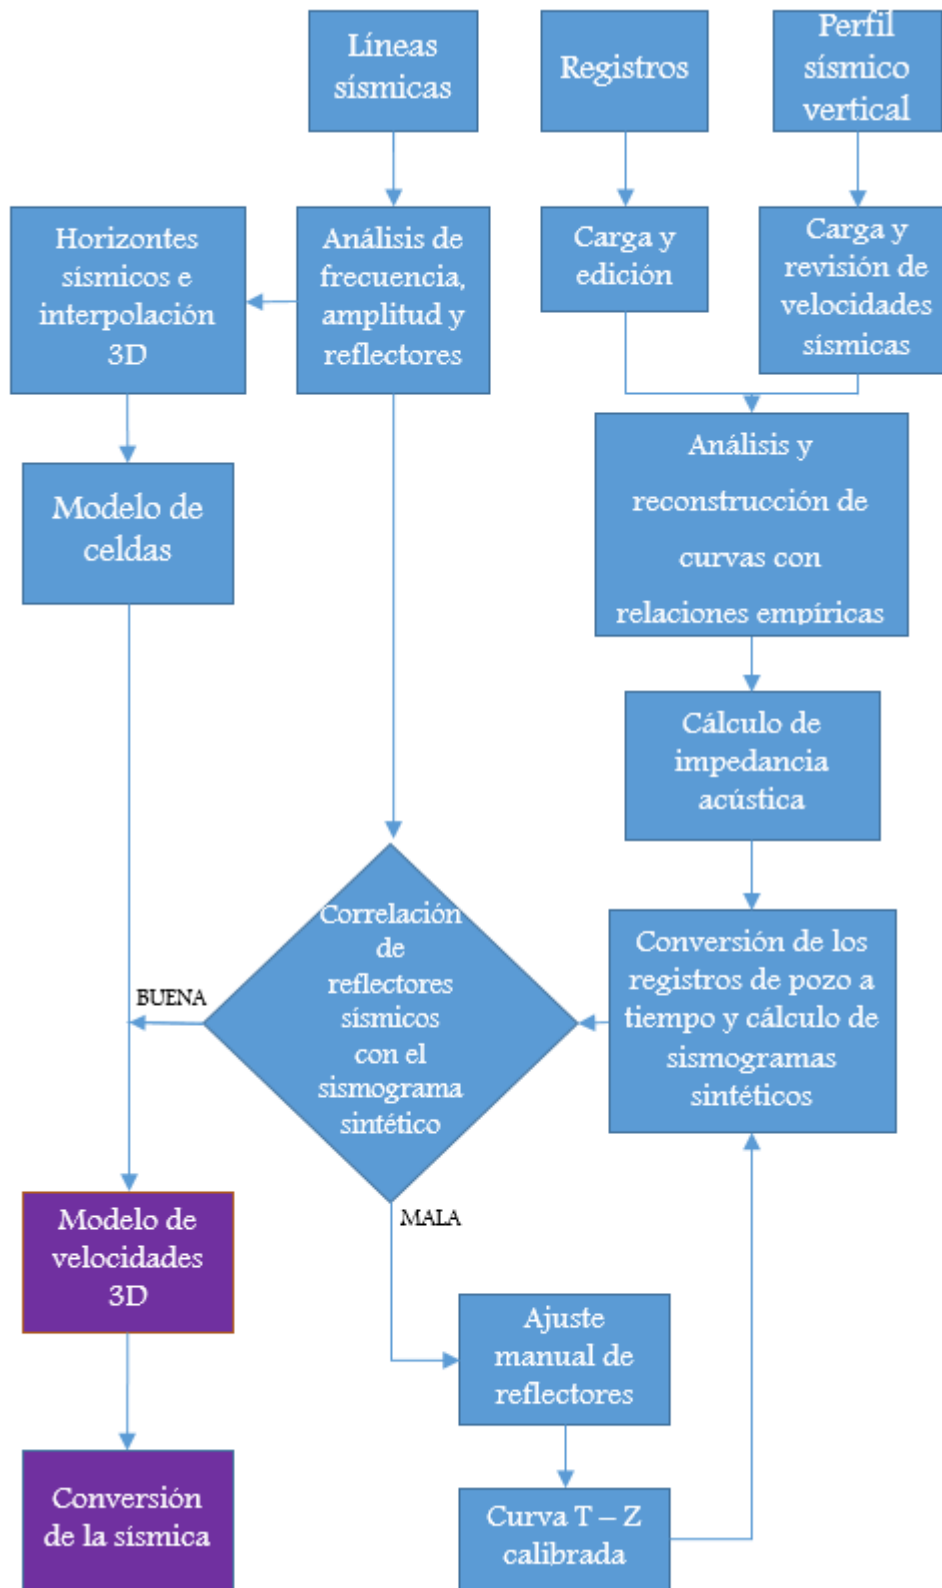 Líneas
sísmicas
Registros
Perfil
sísmico
vertical
Horizontes
sísmicos e
interpolación
3D
Análisis de
frecuencia,
amplitud y
reflectores
Carga y
edición
Carga y
revisión de
velocidades
sísmicas
Modelo de
celdas
Análisis y
reconstrucción de
curvas con
relaciones empíricas
Cálculo de
impedancia
acústica
Correlación
de
reflectores
sísmicos
con el
sismograma
sintético
Conversión de los
registros de pozo a
tiempo y cálculo de
sismogramas
sintéticos
BUENA
MALA
Modelo de
velocidades
3D
Ajuste
manual de
reflectores
Conversión
de la sísmica
Curva T – Z
calibrada